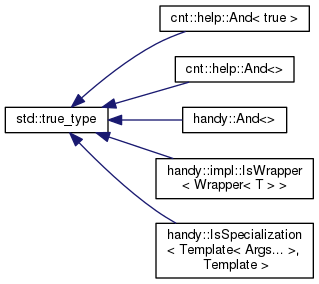 cnt::help::And< true >
cnt::help::And<>
std::true_type
handy::And<>
handy::impl::IsWrapper
< Wrapper< T > >
handy::IsSpecialization
< Template< Args... >,
Template >